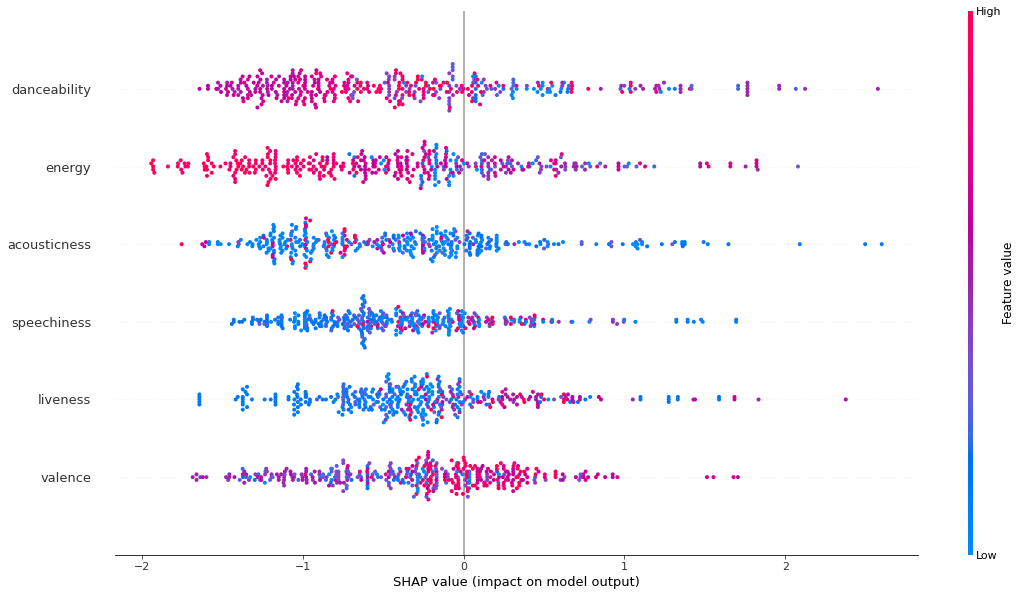 High
danceability
energy
acousticness
speechiness
liveness
valence
Feature value
Low
−2
−1
0
1
2
SHAP value (impact on model output)